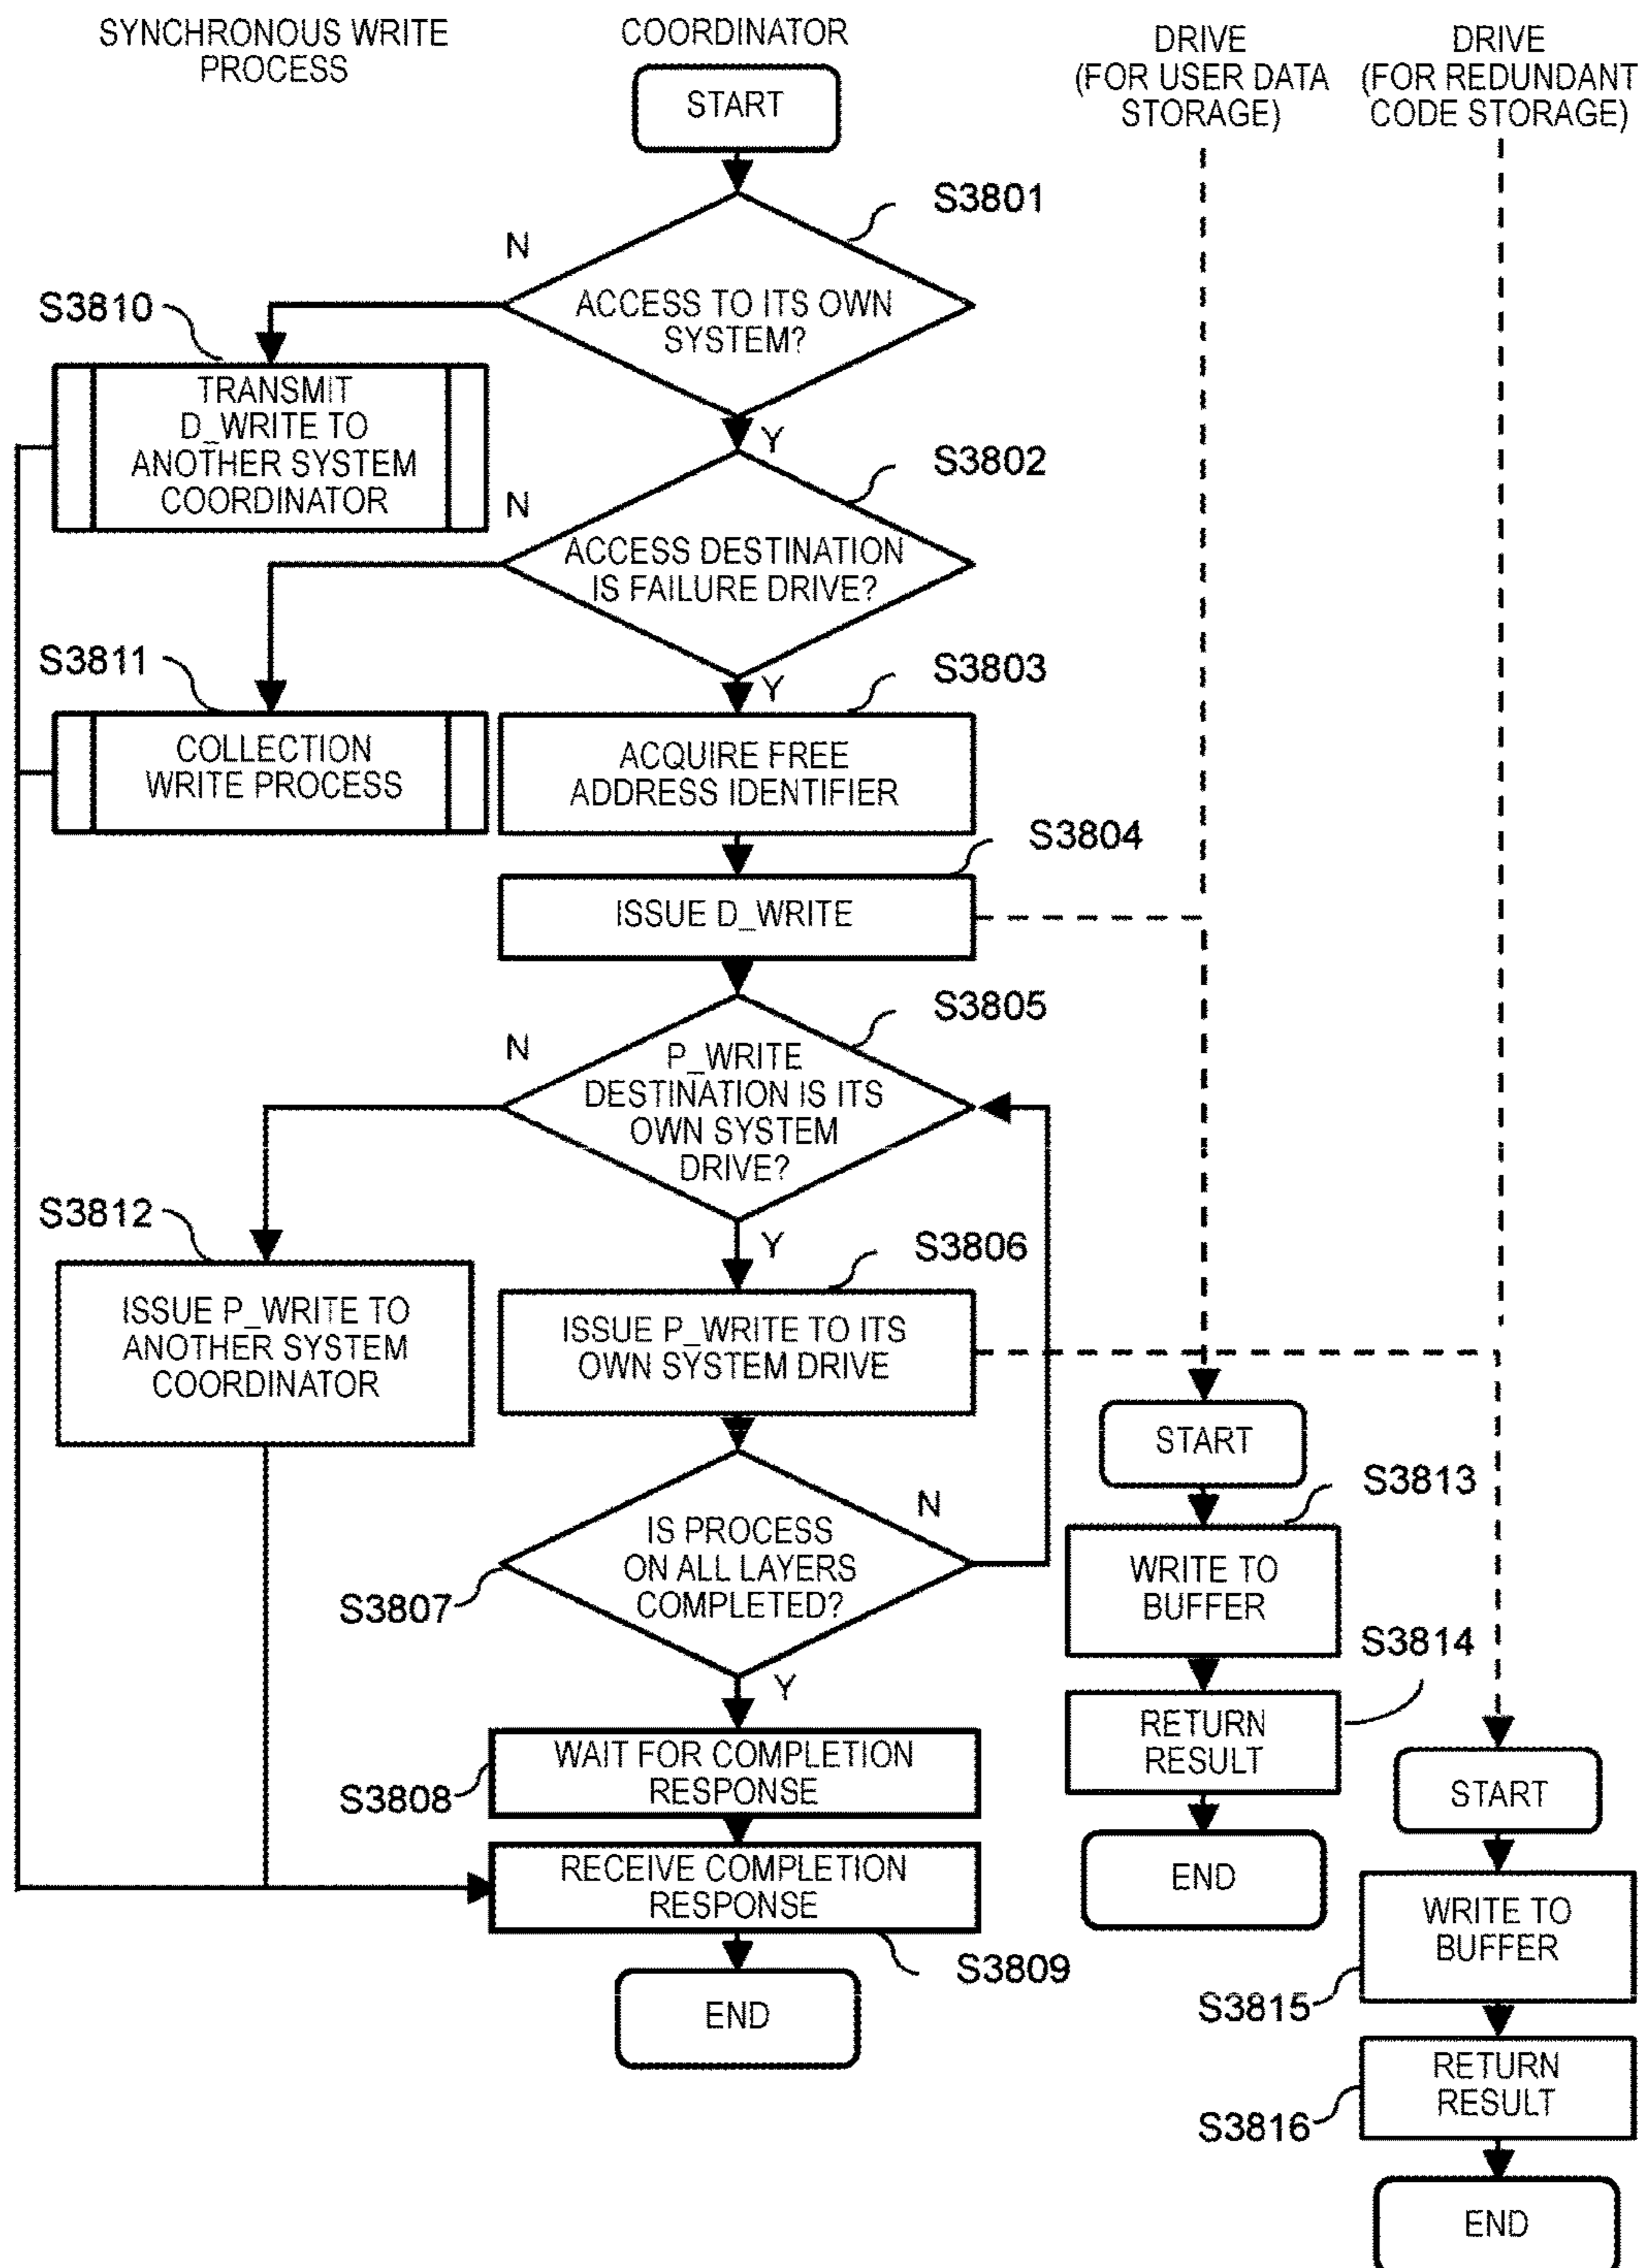 SYNCHRONOUS WRITE
PROCESS
COORDINATOR
DRIVE
(FOR USER DATA
STORAGE)
DRIVE
(FOR REDUNDANT
CODE STORAGE)
START
S3801
N
ACCESS TO ITS OWN
SYSTEM?
S3810
TRANSMIT
D_WRITE TO
ANOTHER SYSTEM
COORDINATOR
Y
S3802
N
ACCESS DESTINATION
IS FAILURE DRIVE?
S3811
COLLECTION
WRITE PROCESS
Y
S3803
ACQUIRE FREE
ADDRESS IDENTIFIER
S3804
ISSUE D_WRITE
S3805
N
P_WRITE
DESTINATION IS ITS
OWN SYSTEM
DRIVE?
S3812
ISSUE P_WRITE TO
ANOTHER SYSTEM
COORDINATOR
Y
S3806
ISSUE P_WRITE TO ITS
OWN SYSTEM DRIVE
START
S3813
WRITE TO
BUFFER
N
IS PROCESS
ON ALL LAYERS
COMPLETED?
S3807
S3814
RETURN
RESULT
Y
WAIT FOR COMPLETION
RESPONSE
S3808
START
RECEIVE COMPLETION
RESPONSE
S3809
END
END
WRITE TO
BUFFER
S3815
RETURN
RESULT
S3816
END